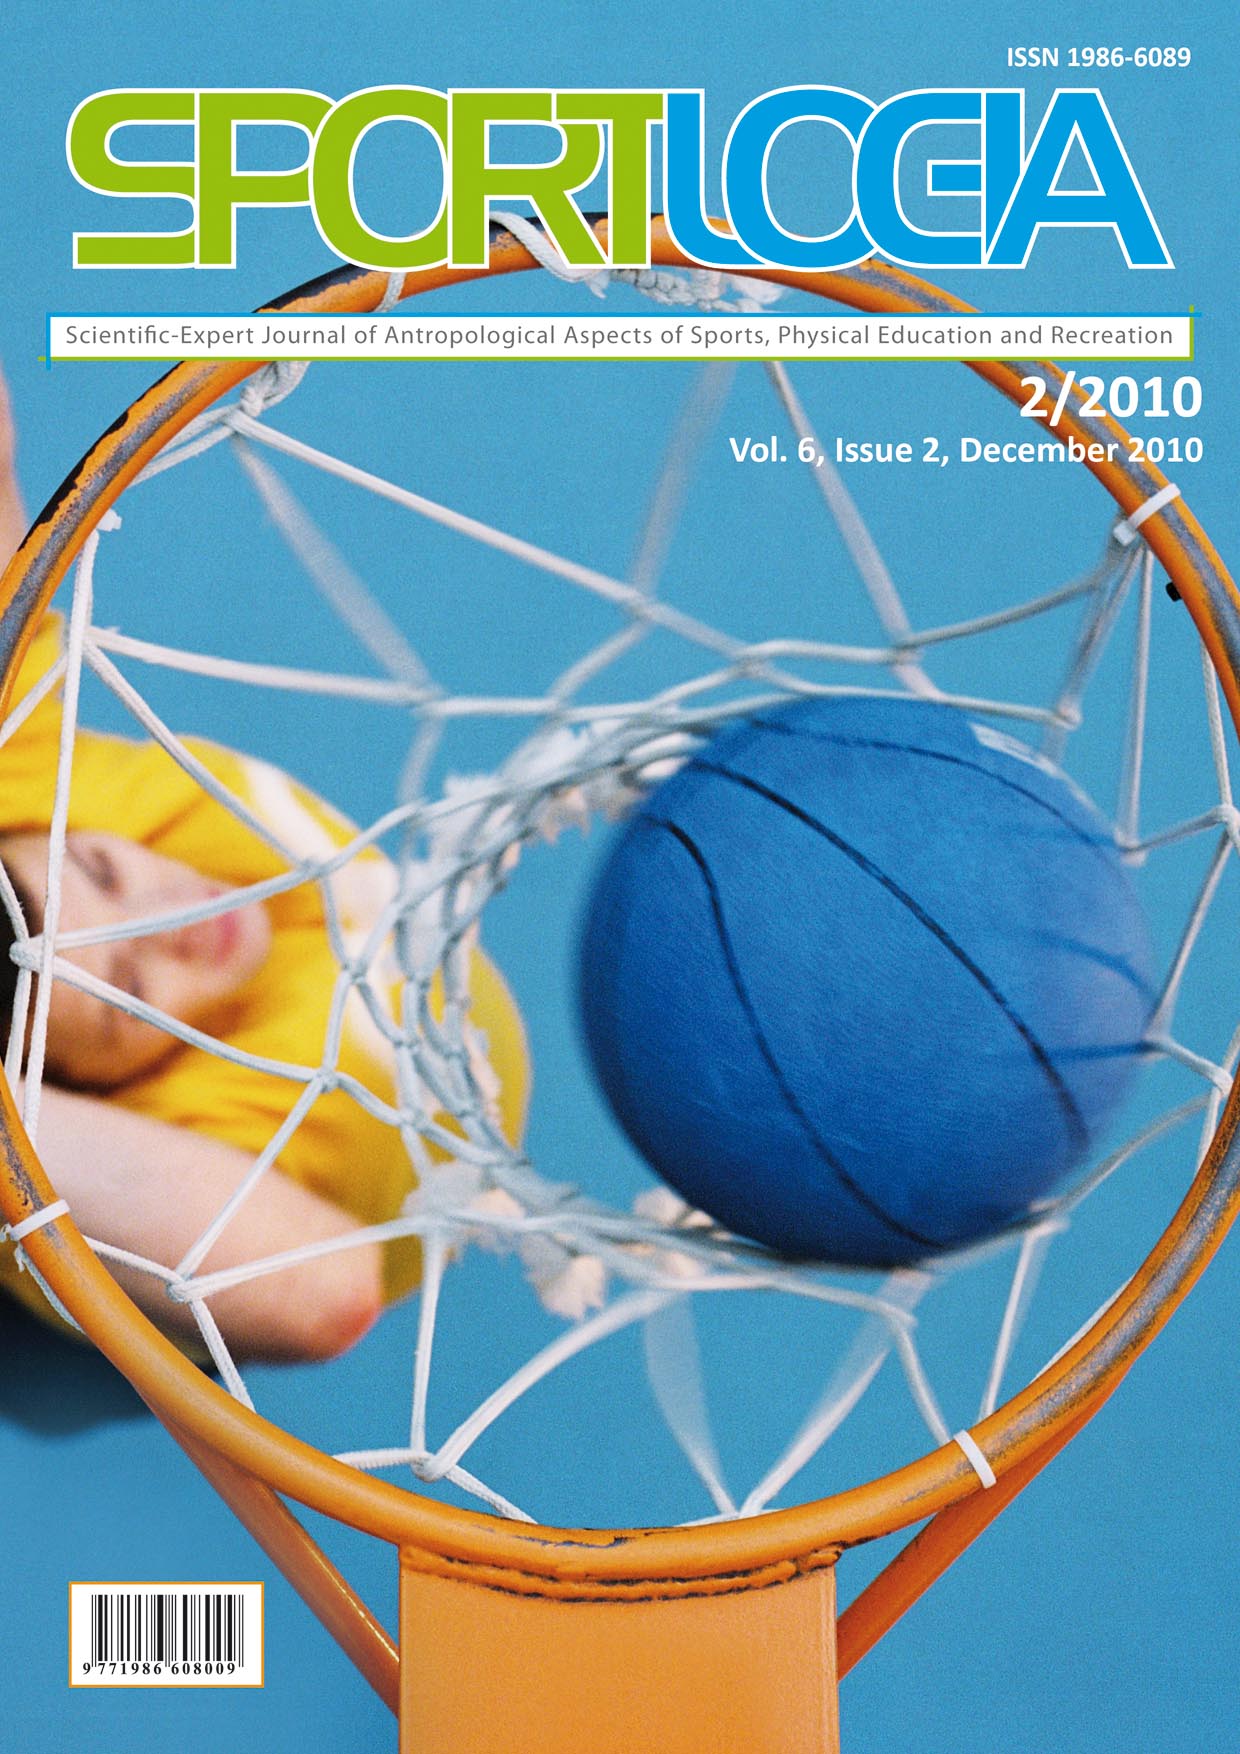 ISSN 1986-6089
SPORTLOGIA
Scientific-Expert Journal of Antropological Aspects of Sports, Physical Education and Recreation
2/2010
Vol. 6, Issue 2, December 2010
9 771986 608009